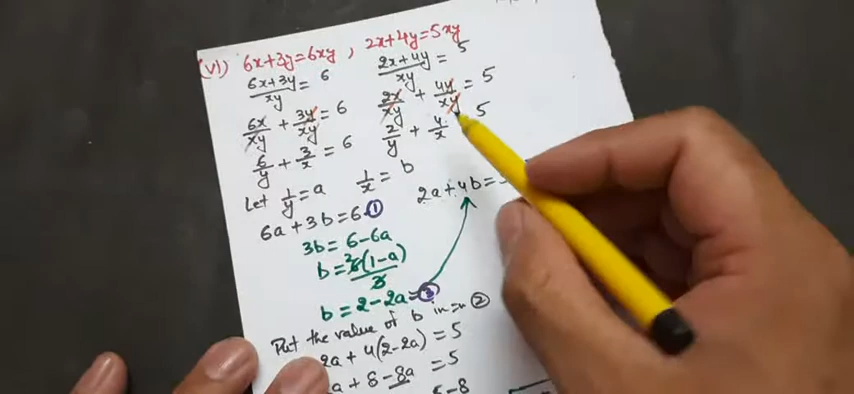 (VI) 6x+3y=6xy , 2x+4y=5xy
6x+3y/xy = 6 2x+4y/xy = 5
6x/xy + 3y/xy = 6 2x/xy + 4y/xy = 5
6/y + 3/x = 6 2/y + 4/x 5
Let 1/y = a 1/x = b
6a + 3b = 6 ① 2a+4b=
3b = 6-6a
b = 6(1-a)/3
b = 2-2a ③
Put the value of b in ②
2a + 4(2-2a) = 5
a + 8 - 8a = 5
5-8